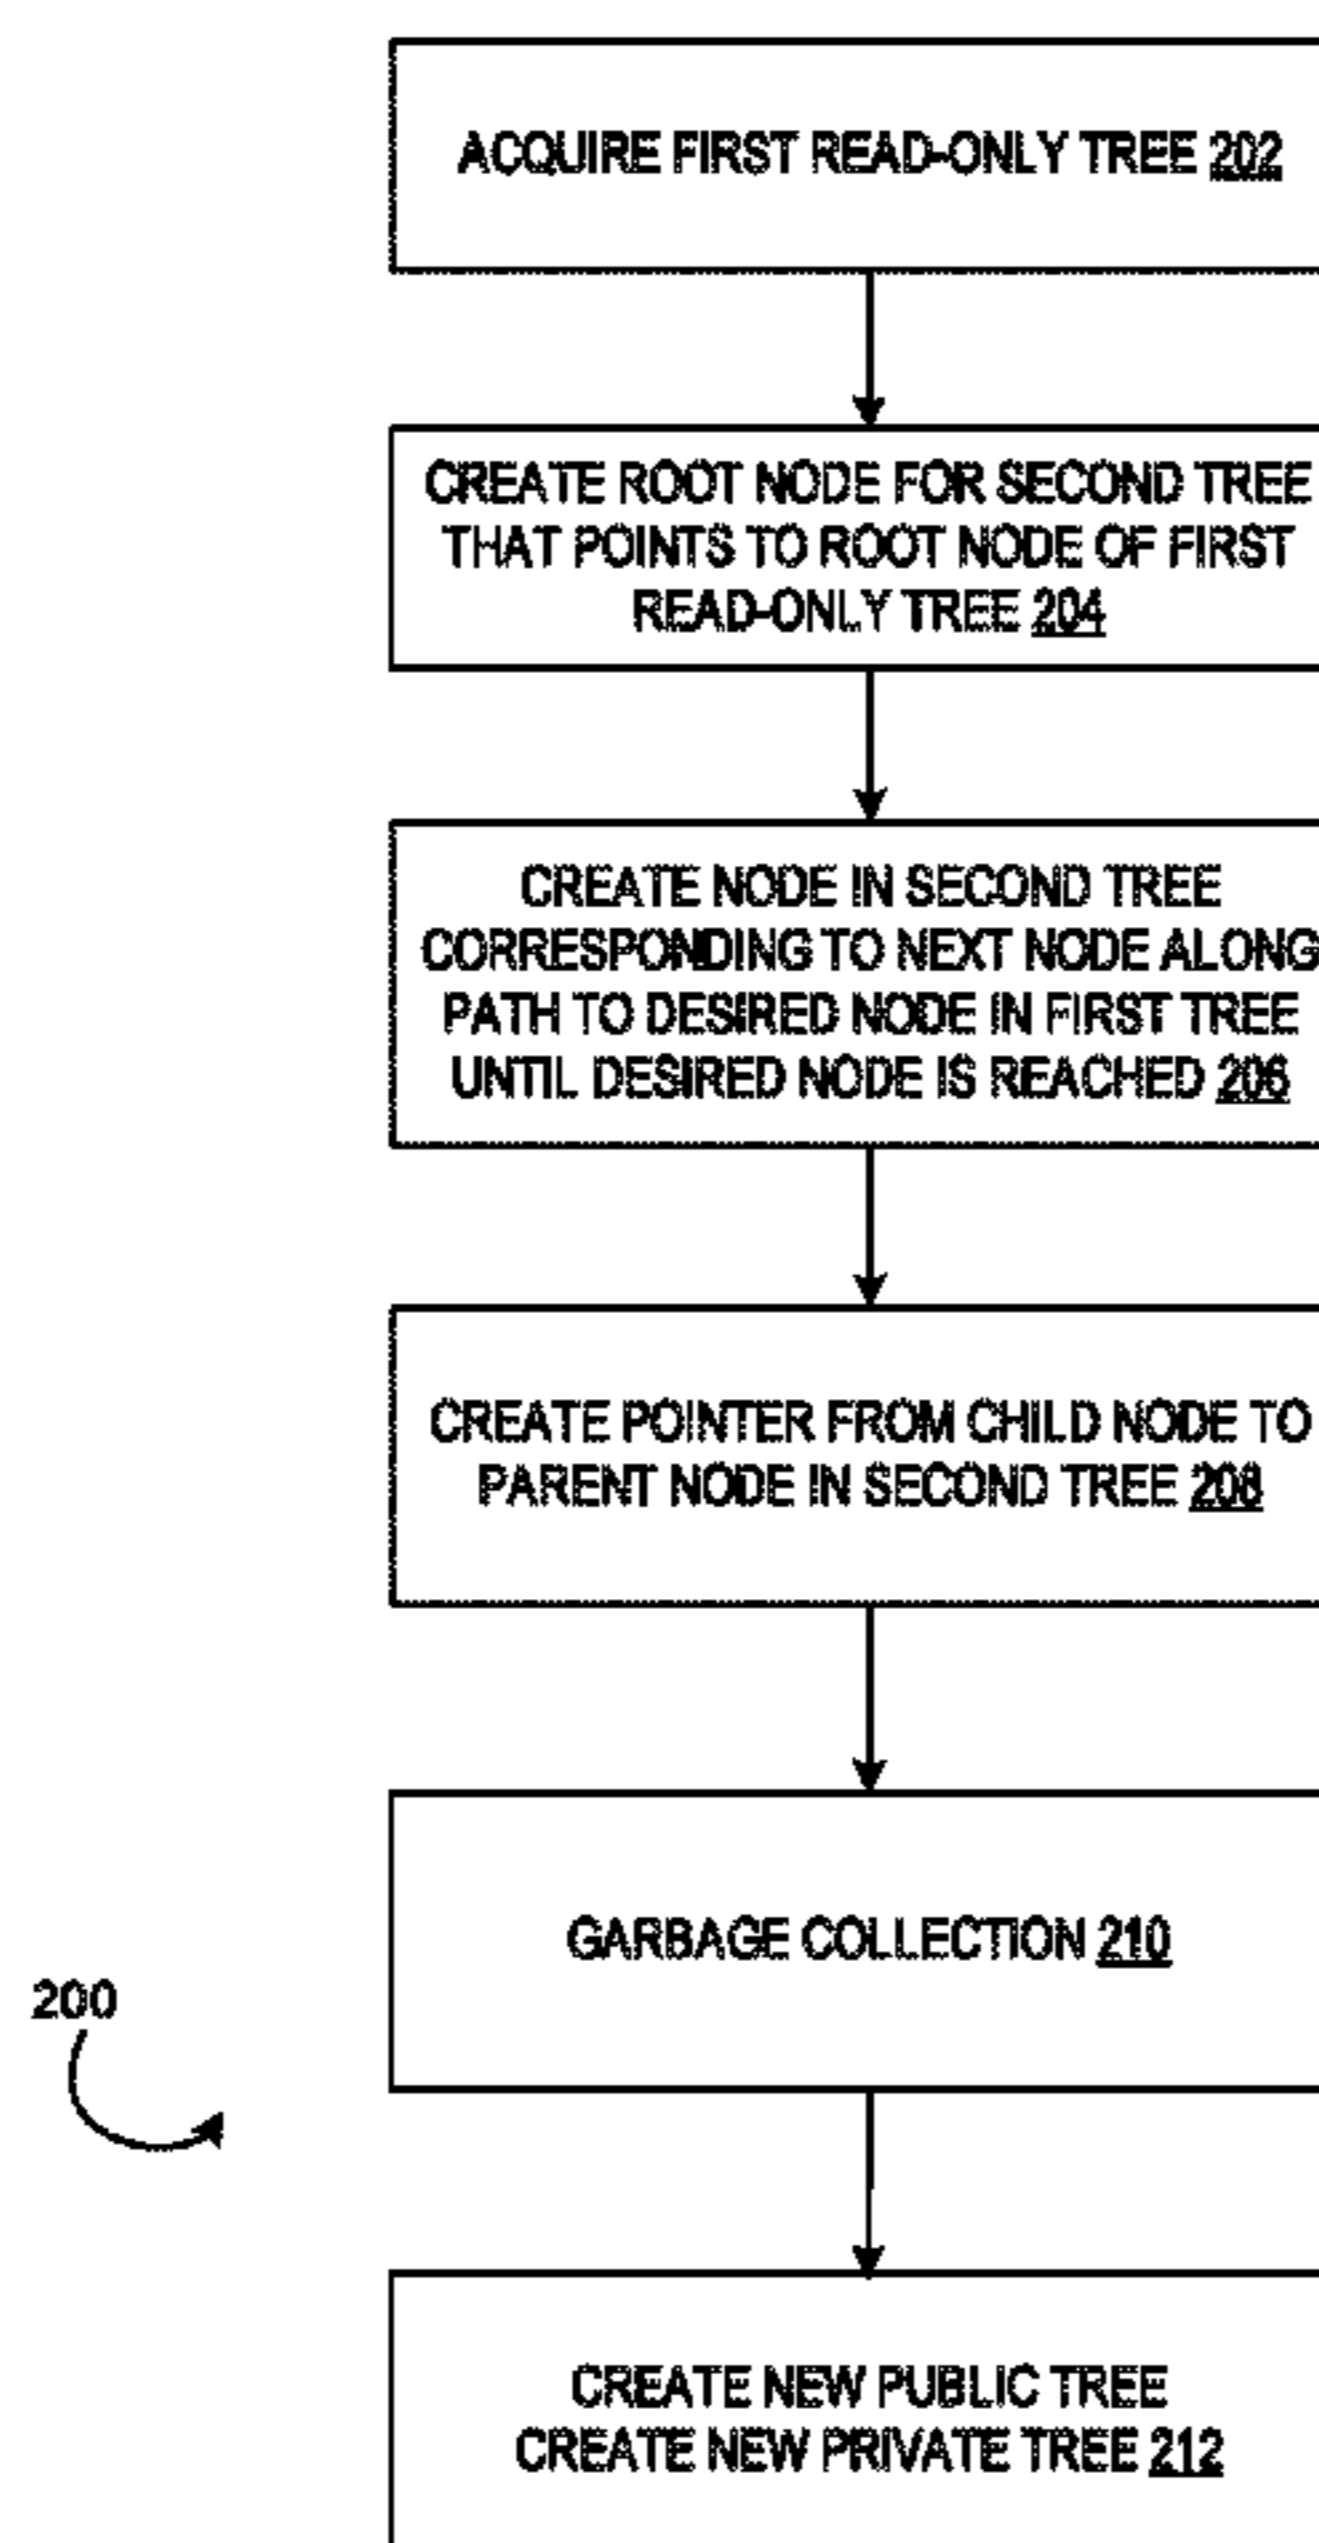 ACQUIRE FIRST READ-ONLY TREE 202
CREATE ROOT NODE FOR SECOND TREE
THAT POINTS TO ROOT NODE OF FIRST
READ-ONLY TREE 204
CREATE NODE IN SECOND TREE
CORRESPONDING TO NEXT NODE ALONG
PATH TO DESIRED NODE IN FIRST TREE
UNTIL DESIRED NODE IS REACHED 206
CREATE POINTER FROM CHILD NODE TO
PARENT NODE IN SECOND TREE 208
GARBAGE COLLECTION 210
200
CREATE NEW PUBLIC TREE
CREATE NEW PRIVATE TREE 212